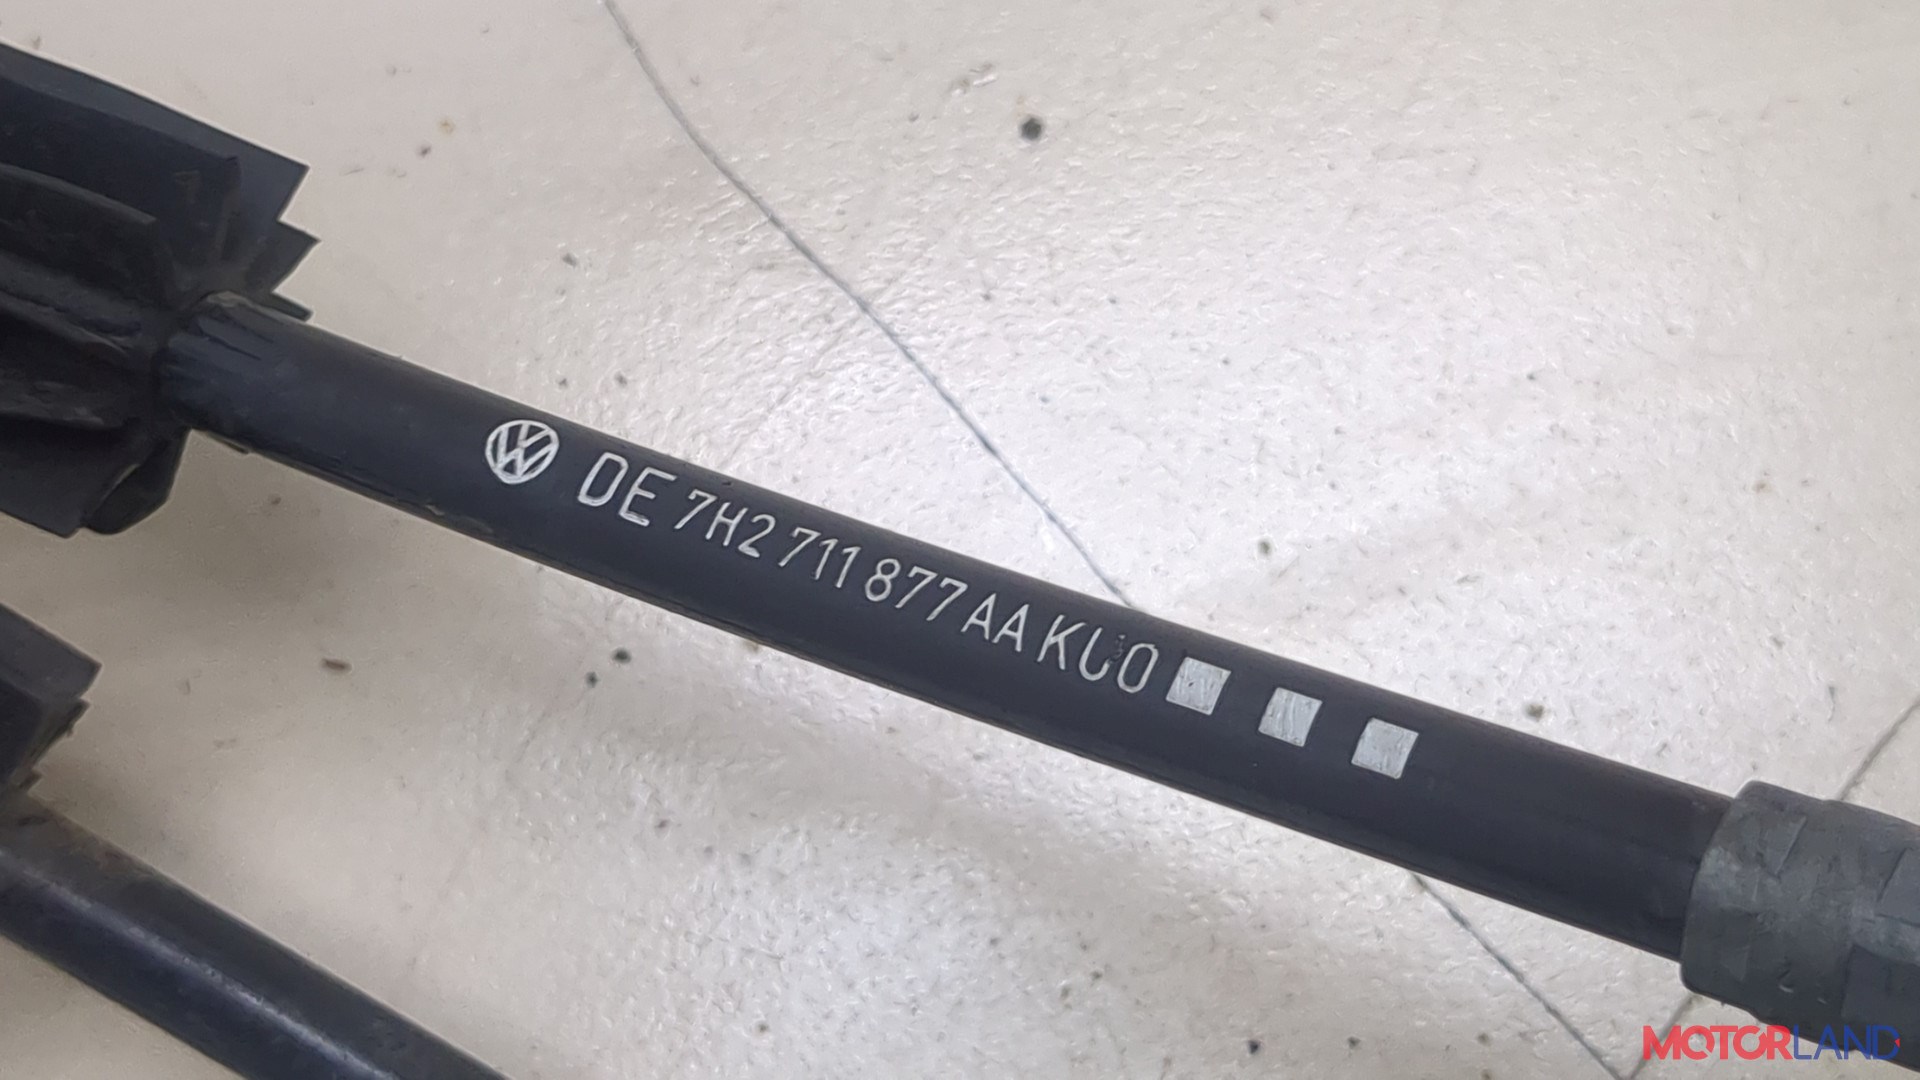 DE 7H2 711 877 AA KU0
MOTORLAND